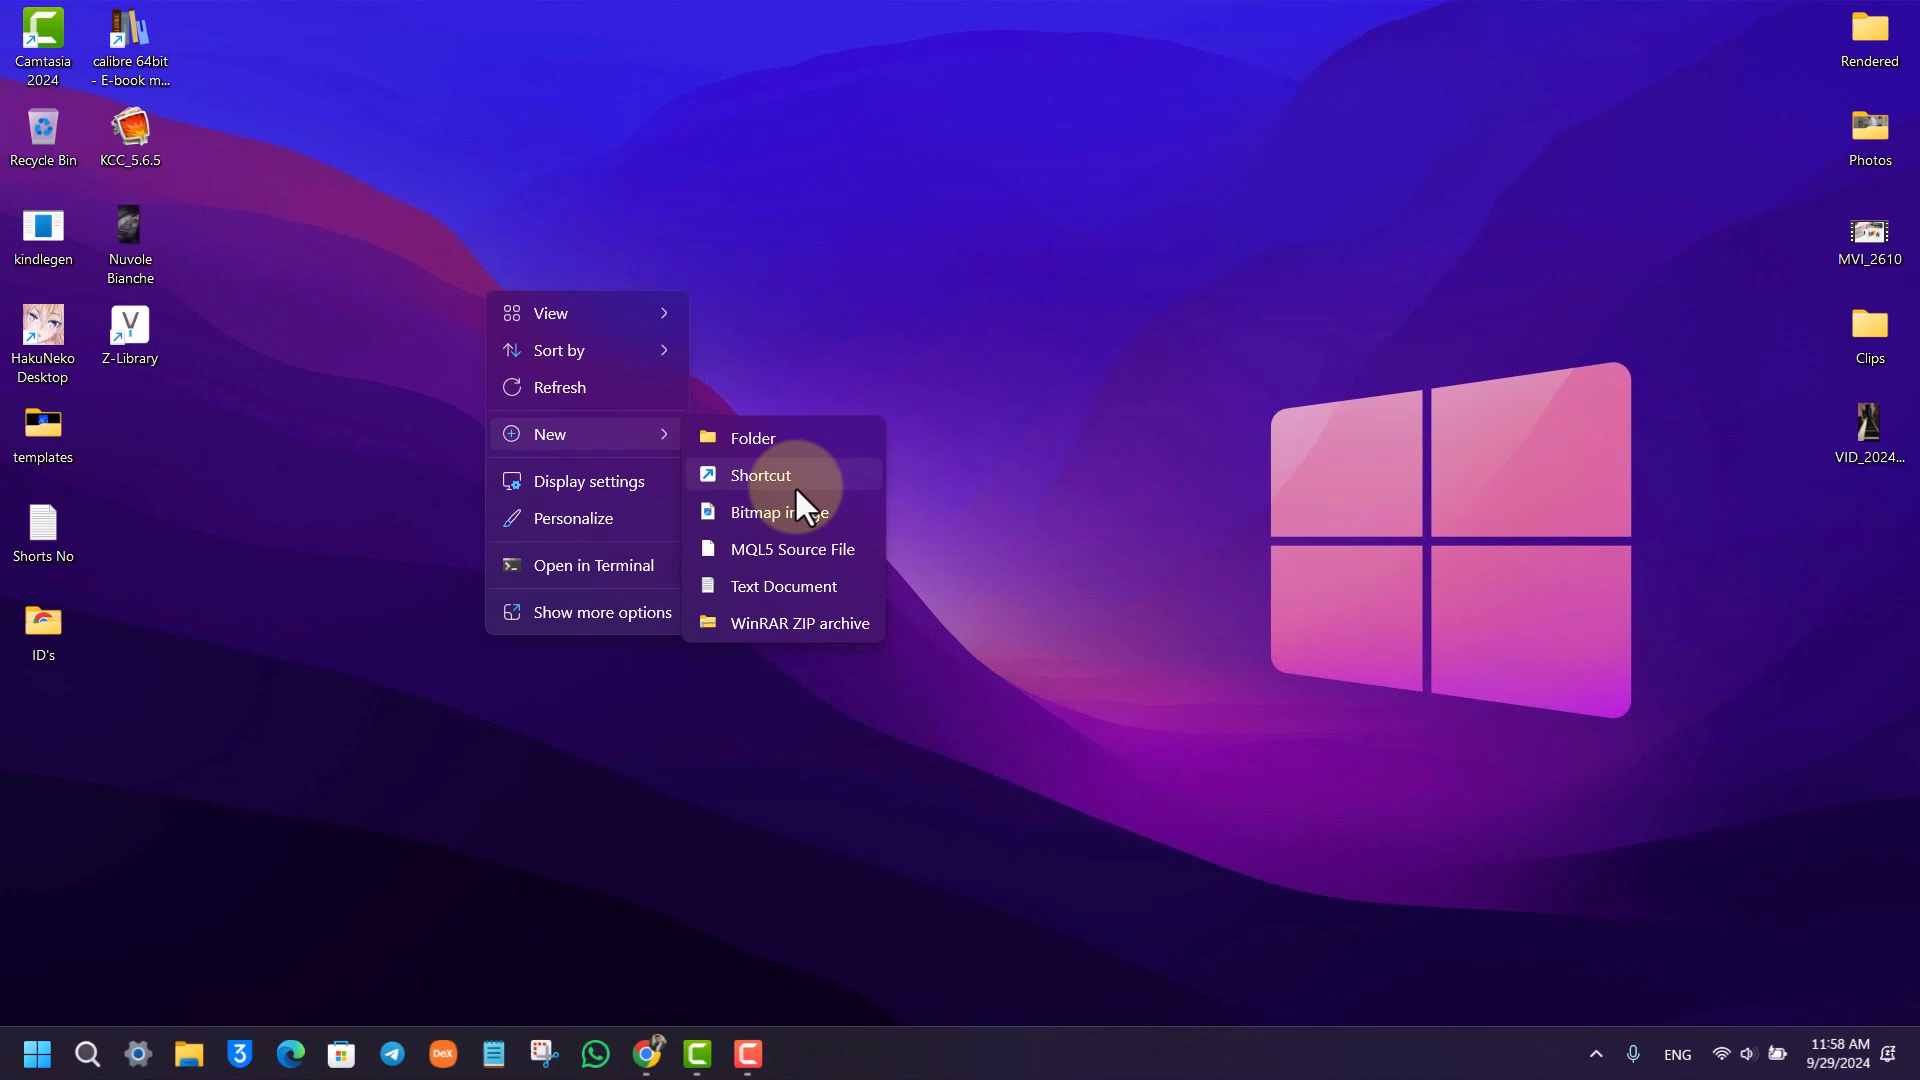 Camtasia
2024
calibre 64bit
- E-book m...
Recycle Bin
KCC_5.6.5
kindlegen
Nuvole
Bianche
HakuNeko
Desktop
Z-Library
templates
Shorts No
ID's
View
Sort by
Refresh
New
Display settings
Personalize
Open in Terminal
Show more options
Folder
Shortcut
Bitmap image
MQL5 Source File
Text Document
WinRAR ZIP archive
Rendered
Photos
MVI_2610
Clips
VID_2024...
3
DeX
ENG
11:58 AM
9/29/2024